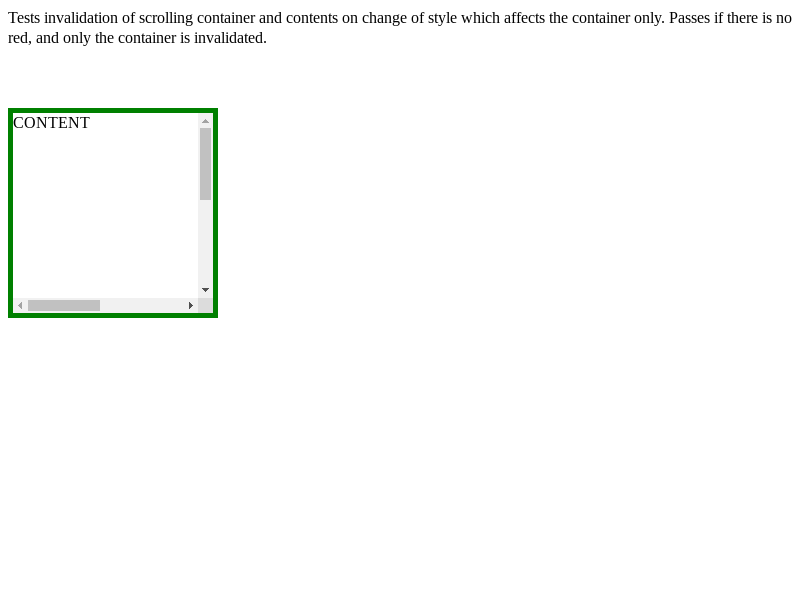 Tests invalidation of scrolling container and contents on change of style which affects the container only. Passes if there is no
red, and only the container is invalidated.
CONTENT